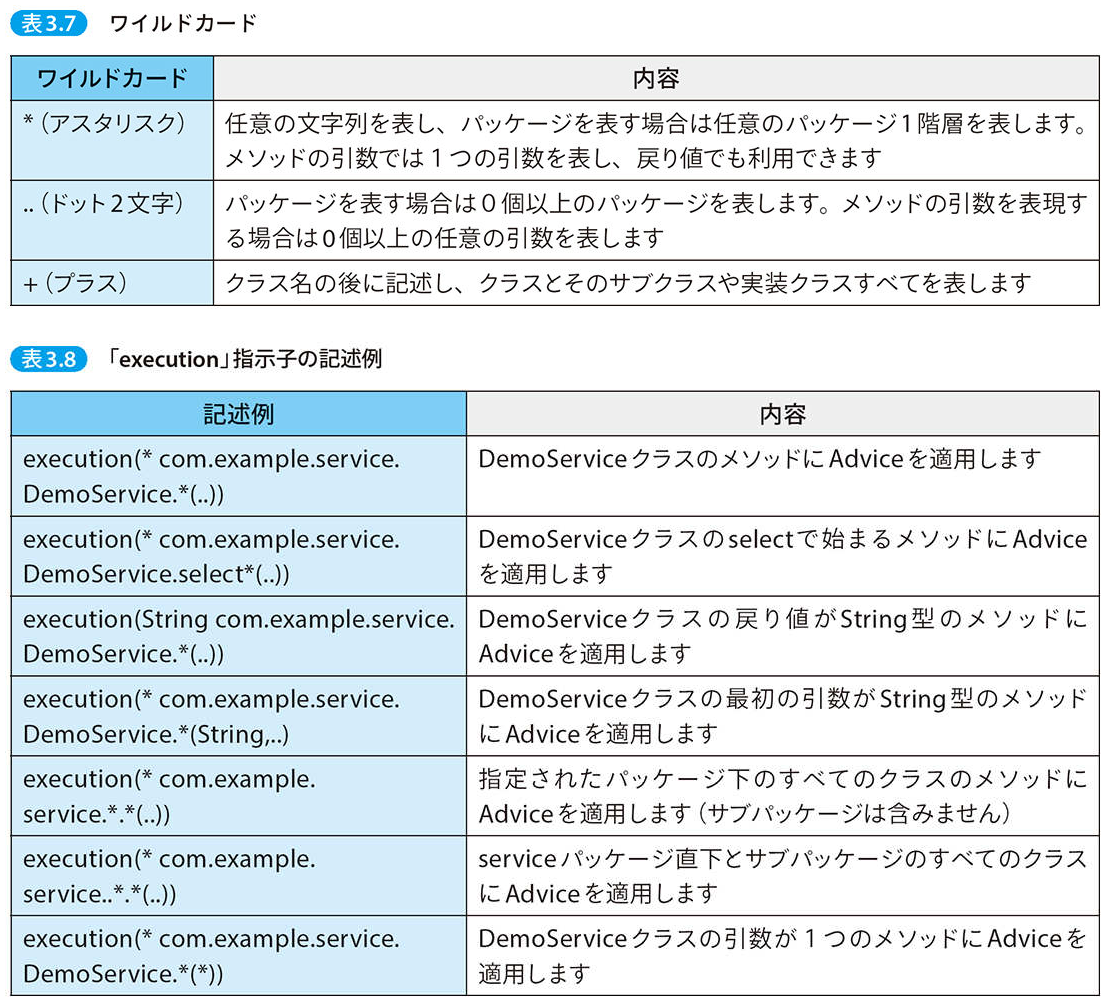 表3.7 ワイルドカード
ワイルドカード 内容
*（アスタリスク） 任意の文字列を表し、パッケージを表す場合は任意のパッケージ1階層を表します。
メソッドの引数では1つの引数を表し、戻り値でも利用できます
..（ドット2文字） パッケージを表す場合は0個以上のパッケージを表します。メソッドの引数を表現す
る場合は0個以上の任意の引数を表します
+（プラス） クラス名の後に記述し、クラスとそのサブクラスや実装クラスすべてを表します
表3.8 「execution」指示子の記述例
記述例 内容
execution(* com.example.service.
DemoService.*(..))
DemoServiceクラスのメソッドにAdviceを適用します
execution(* com.example.service.
DemoService.select*(..))
DemoServiceクラスのselectで始まるメソッドにAdvice
を適用します
execution(String com.example.service.
DemoService.*(..))
DemoServiceクラスの戻り値がString型のメソッドに
Adviceを適用します
execution(* com.example.service.
DemoService.*(String,..)
DemoServiceクラスの最初の引数がString型のメソッド
にAdviceを適用します
execution(* com.example.
service.*.*(..))
指定されたパッケージ下のすべてのクラスのメソッドに
Adviceを適用します（サブパッケージは含みません）
execution(* com.example.
service..*.*(..))
serviceパッケージ直下とサブパッケージのすべてのクラス
にAdviceを適用します
execution(* com.example.service.
DemoService.*(*))
DemoServiceクラスの引数が1つのメソッドにAdviceを
適用します